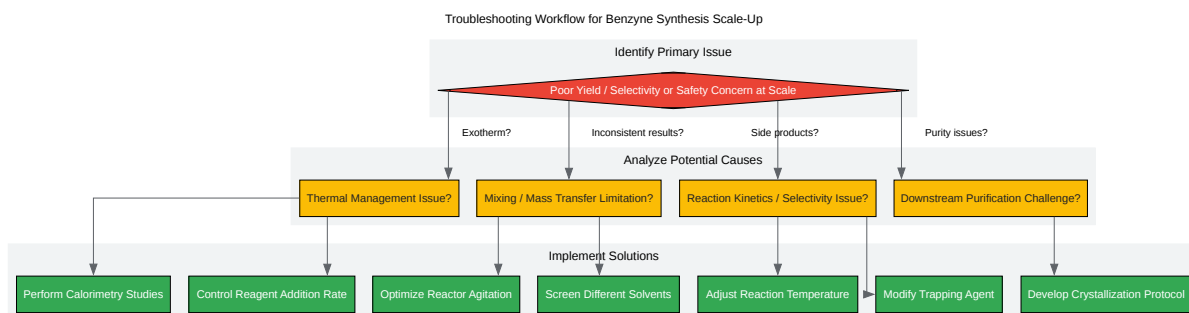 Troubleshooting Workflow for Benzyne Synthesis Scale-Up
Identify Primary Issue
Poor Yield / Selectivity or Safety Concern at Scale
Exotherm?
Inconsistent results?
Side products?
Purity issues?
Analyze Potential Causes
Thermal Management Issue?
Mixing / Mass Transfer Limitation?
Reaction Kinetics / Selectivity Issue?
Downstream Purification Challenge?
Implement Solutions
Perform Calorimetry Studies
Control Reagent Addition Rate
Optimize Reactor Agitation
Screen Different Solvents
Adjust Reaction Temperature
Modify Trapping Agent
Develop Crystallization Protocol